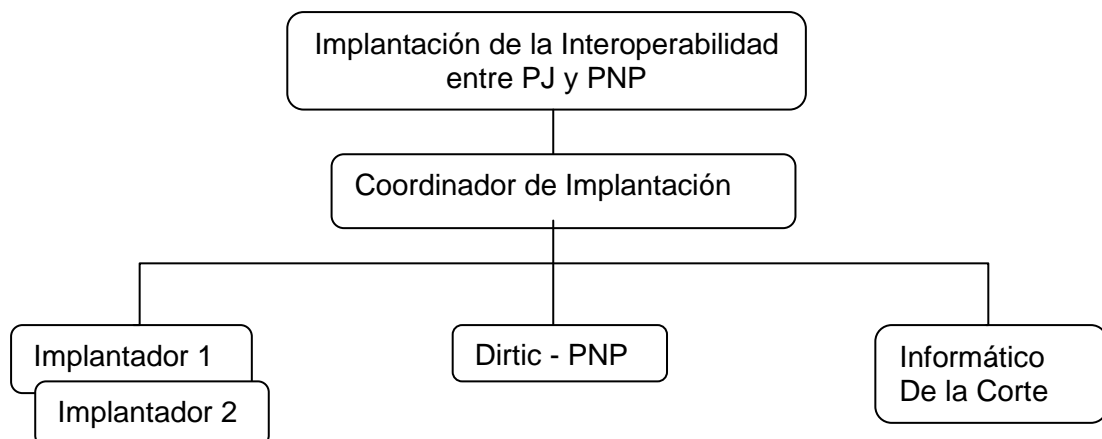 Implantación de la Interoperabilidad
entre PJ y PNP
Coordinador de Implantación
Implantador 1
Implantador 2
Dirtic - PNP
Informático
De la Corte